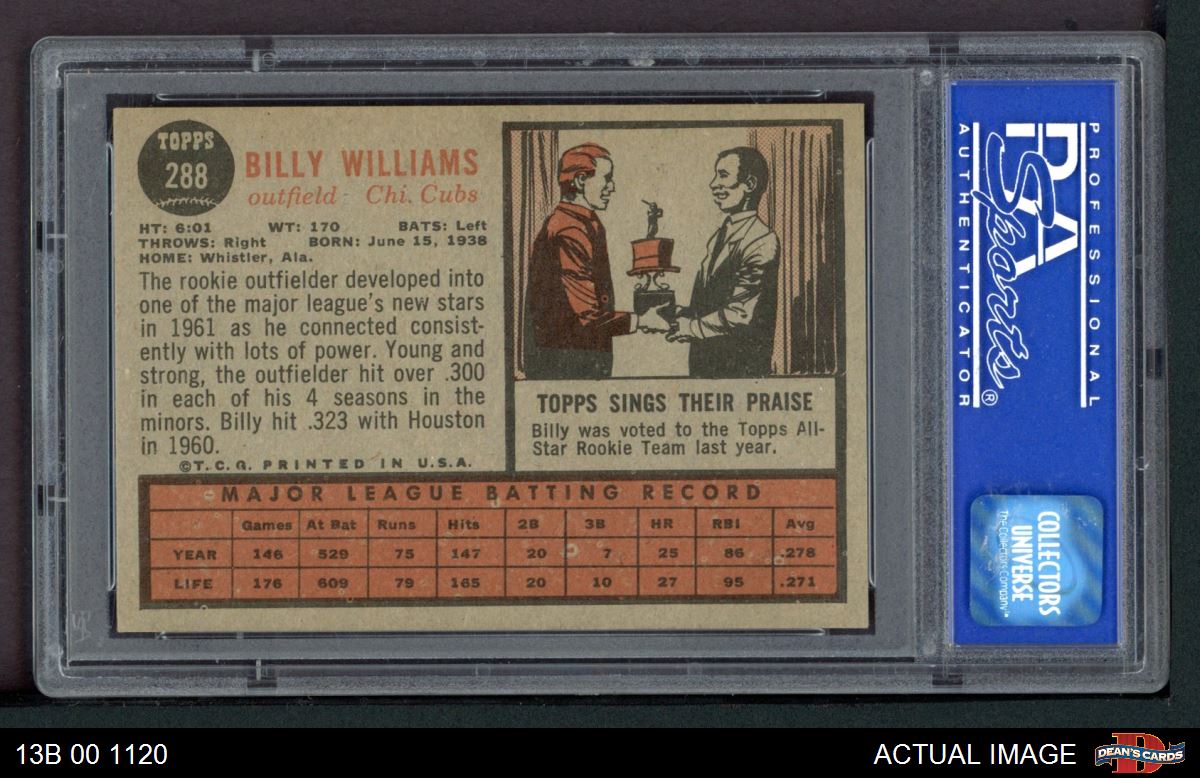 TOPPS
288
BILLY WILLIAMS
outfield Chi. Cubs
HT: 6:01 WT: 170 BATS: Left
THROWS: Right BORN: June 15, 1938
HOME: Whistler, Ala.
The rookie outfielder developed into
one of the major league's new stars
in 1961 as he connected consist-
ently with lots of power. Young and
strong, the outfielder hit over .300
in each of his 4 seasons in the
minors. Billy hit .323 with Houston
in 1960.
©T.C.G. PRINTED IN U.S.A.
TOPPS SINGS THEIR PRAISE
Billy was voted to the Topps All-
Star Rookie Team last year.
MAJOR LEAGUE BATTING RECORD
Games At Bat Runs Hits 2B 3B HR RBI Avg
YEAR 146 529 75 147 20 7 25 86 .278
LIFE 176 609 79 165 20 10 27 95 .271
PROFESSIONAL
PSA
Sports®
AUTHENTICATOR
COLLECTORS
UNIVERSE
The Collectors Company™
13B 00 1120
ACTUAL IMAGE
DEAN'S CARDS